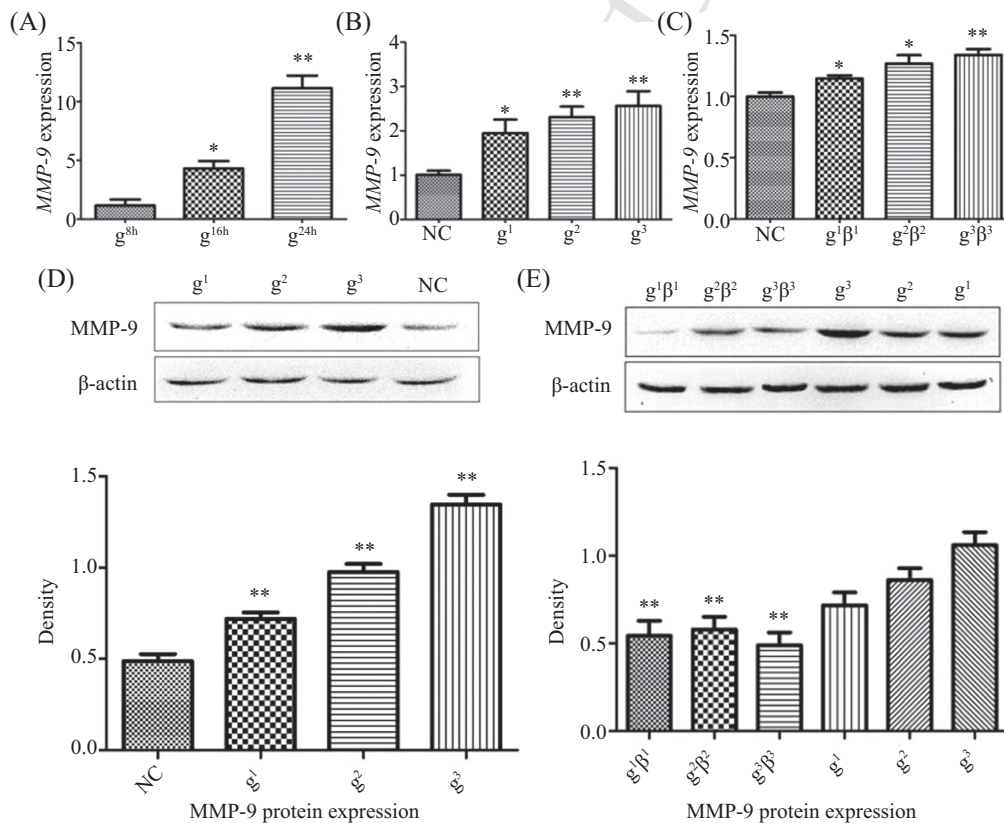 (A)
15
10
5
0
MMP-9 expression
*
**
g⁸ʰ
g¹⁶ʰ
g²⁴ʰ
(B)
4
3
2
1
0
MMP-9 expression
*
**
**
NC
g¹
g²
g³
(C)
1.5
1.0
0.5
0.0
MMP-9 expression
*
*
**
NC
g¹β¹
g²β²
g³β³
(D)
g¹ g² g³ NC
MMP-9
β-actin
1.5
1.0
0.5
0.0
Density
**
**
**
NC
g¹
g²
g³
MMP-9 protein expression
(E)
g¹β¹ g²β² g³β³ g³ g² g¹
MMP-9
β-actin
1.5
1.0
0.5
0.0
Density
**
**
**
g¹β¹
g²β²
g³β³
g¹
g²
g³
MMP-9 protein expression